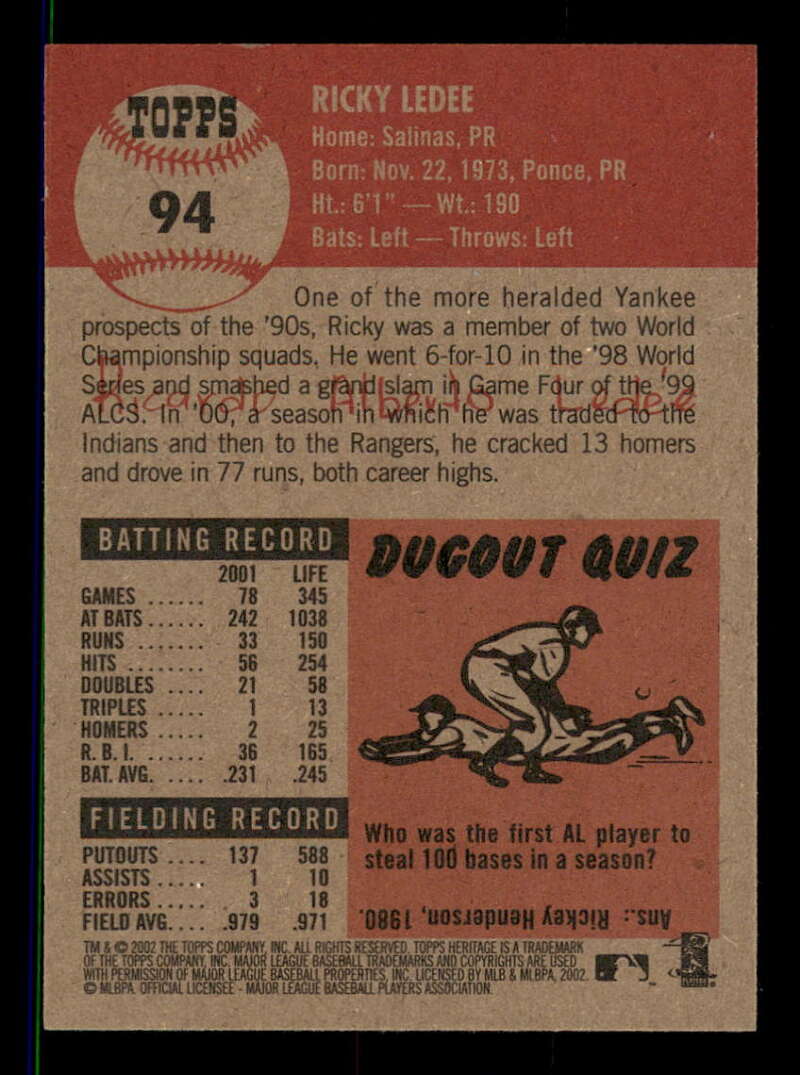 TOPPS
94
RICKY LEDEE
Home: Salinas, PR
Born: Nov. 22, 1973, Ponce, PR
Ht.: 6'1" — Wt.: 190
Bats: Left — Throws: Left
One of the more heralded Yankee
prospects of the '90s, Ricky was a member of two World
Championship squads. He went 6-for-10 in the '98 World
Series and smashed a grand slam in Game Four of the '99
ALCS. In '00, a season in which he was traded to the
Indians and then to the Rangers, he cracked 13 homers
and drove in 77 runs, both career highs.
Ricardo Alberto Ledee
BATTING RECORD
2001 LIFE
GAMES ...... 78 345
AT BATS ...... 242 1038
RUNS ....... 33 150
HITS ........ 56 254
DOUBLES .... 21 58
TRIPLES ..... 1 13
HOMERS ..... 2 25
R. B. I. ...... 36 165
BAT. AVG. .... .231 .245
FIELDING RECORD
PUTOUTS .... 137 588
ASSISTS ..... 1 10
ERRORS ..... 3 18
FIELD AVG. ... .979 .971
DUGOUT QUIZ
Who was the first AL player to
steal 100 bases in a season?
Ans.: Rickey Henderson, 1980.
TM & © 2002 THE TOPPS COMPANY, INC. ALL RIGHTS RESERVED. TOPPS HERITAGE IS A TRADEMARK
OF THE TOPPS COMPANY, INC. MAJOR LEAGUE BASEBALL TRADEMARKS AND COPYRIGHTS ARE USED
WITH PERMISSION OF MAJOR LEAGUE BASEBALL PROPERTIES, INC. LICENSED BY MLB & MLBPA, 2002.
© MLBPA. OFFICIAL LICENSEE - MAJOR LEAGUE BASEBALL PLAYERS ASSOCIATION.